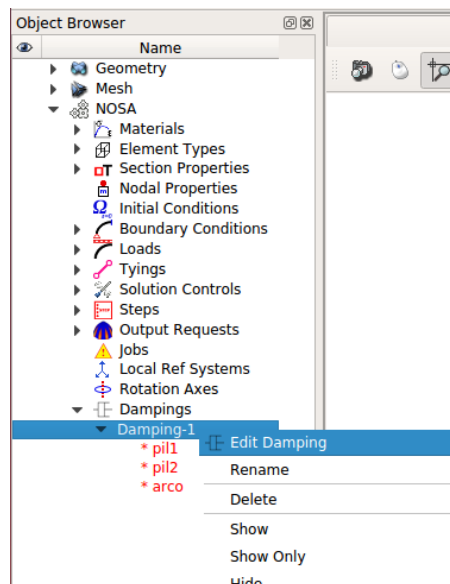 Object Browser
Name
Geometry
Mesh
NOSA
Materials
Element Types
Section Properties
Nodal Properties
Initial Conditions
Boundary Conditions
Loads
Tyings
Solution Controls
Steps
Output Requests
Jobs
Local Ref Systems
Rotation Axes
Dampings
Damping-1
Edit Damping
* pil1
* pil2
Rename
* arco
Delete
Show
Show Only
Hide